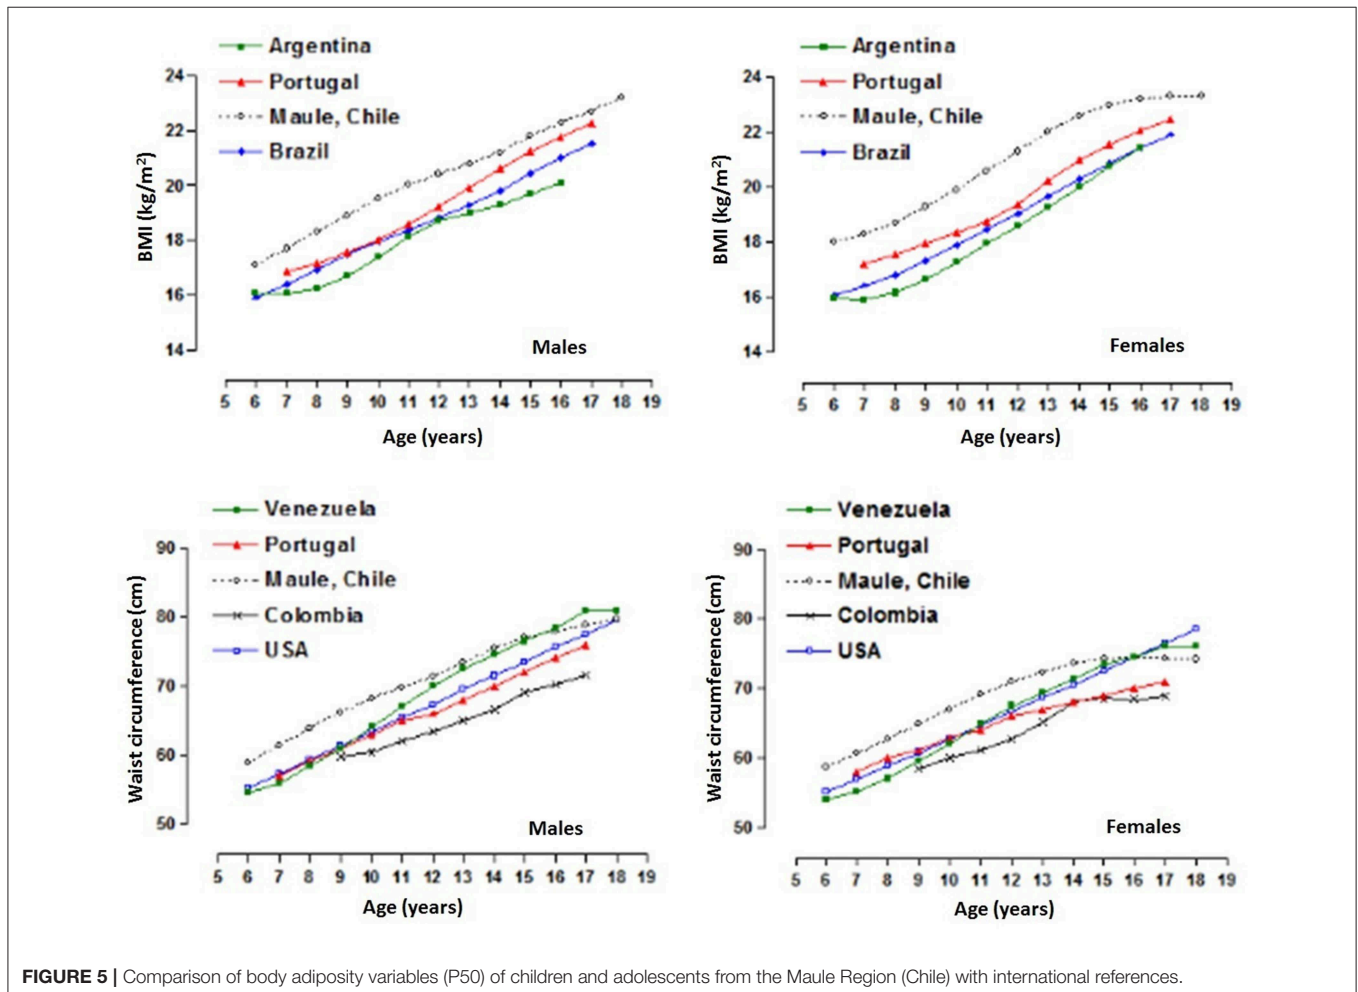 Argentina
Portugal
Maule, Chile
Brazil
24
22
20
18
16
14
BMI (kg/m²)
Males
5 6 7 8 9 10 11 12 13 14 15 16 17 18 19
Age (years)
Argentina
Portugal
Maule, Chile
Brazil
24
22
20
18
16
14
BMI (kg/m²)
Females
5 6 7 8 9 10 11 12 13 14 15 16 17 18 19
Age (years)
Venezuela
Portugal
Maule, Chile
Colombia
USA
90
80
70
60
50
Waist circumference (cm)
Males
5 6 7 8 9 10 11 12 13 14 15 16 17 18 19
Age (years)
Venezuela
Portugal
Maule, Chile
Colombia
USA
90
80
70
60
50
Waist circumference (cm)
Females
5 6 7 8 9 10 11 12 13 14 15 16 17 18 19
Age (years)
FIGURE 5 | Comparison of body adiposity variables (P50) of children and adolescents from the Maule Region (Chile) with international references.